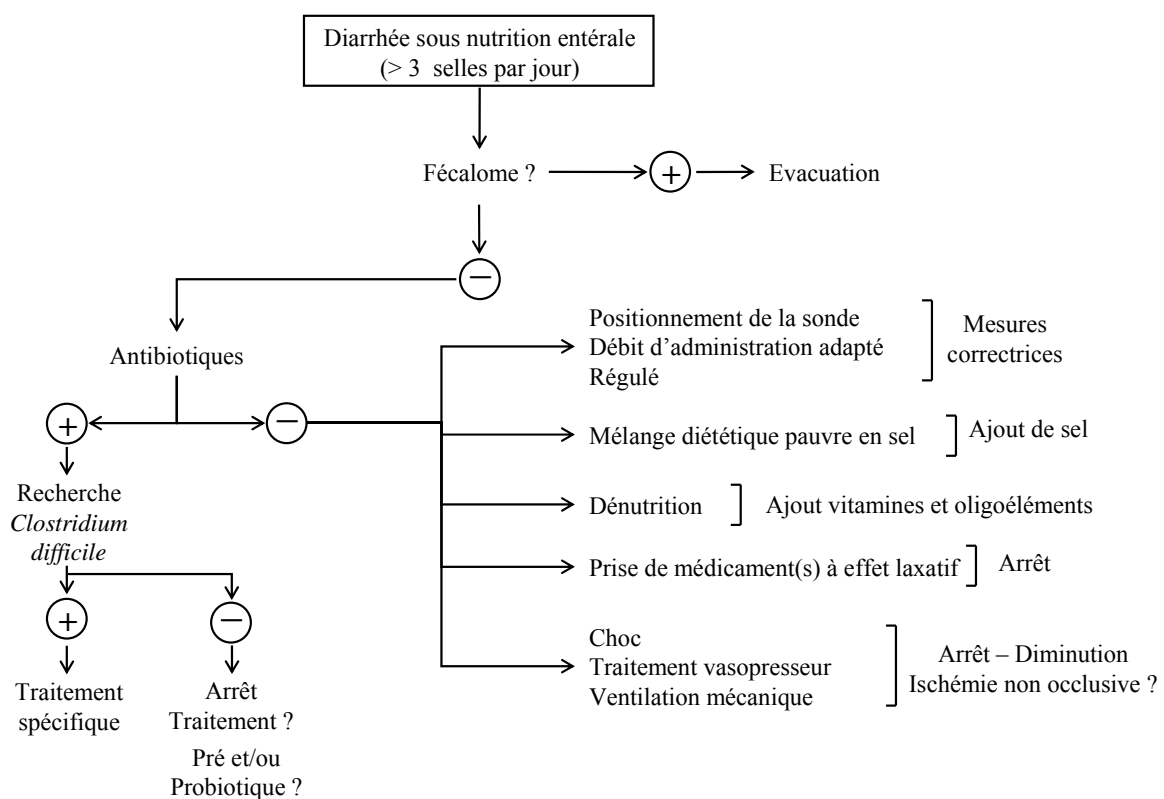 Diarrhée sous nutrition entérale
(> 3 selles par jour)
Fécalome ?
+
Evacuation
−
Antibiotiques
+
−
Recherche
Clostridium
difficile
+
−
Traitement
spécifique
Arrêt
Traitement ?
Pré et/ou
Probiotique ?
Positionnement de la sonde
Débit d’administration adapté
Régulé
Mesures
correctrices
Mélange diététique pauvre en sel
Ajout de sel
Dénutrition
Ajout vitamines et oligoéléments
Prise de médicament(s) à effet laxatif
Arrêt
Choc
Traitement vasopresseur
Ventilation mécanique
Arrêt – Diminution
Ischémie non occlusive ?